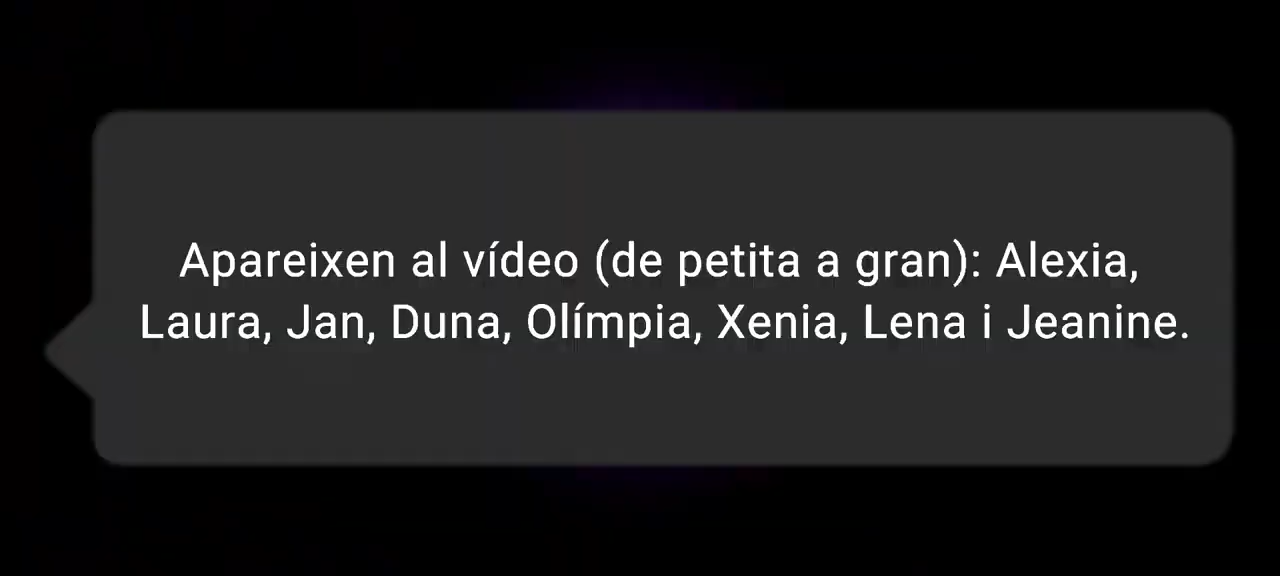 Apareixen al vídeo (de petita a gran): Alexia,
Laura, Jan, Duna, Olímpia, Xenia, Lena i Jeanine.